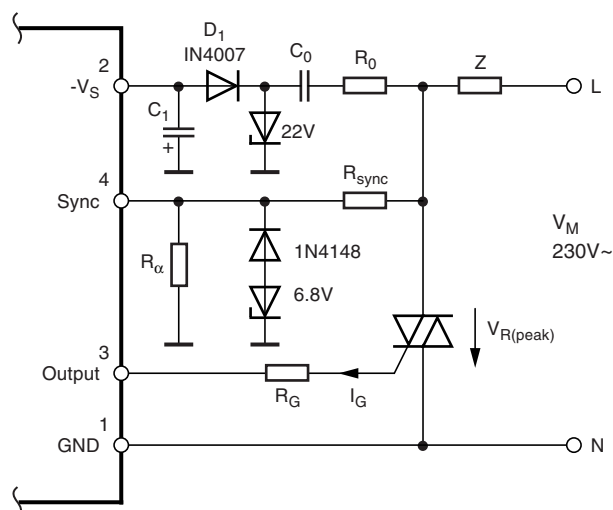 D1
IN4007
C0
R0
Z
L
2
-VS
C1
+
22V
4
Sync
Rsync
Rα
1N4148
6.8V
VM
230V~
VR(peak)
3
Output
RG
IG
1
GND
N